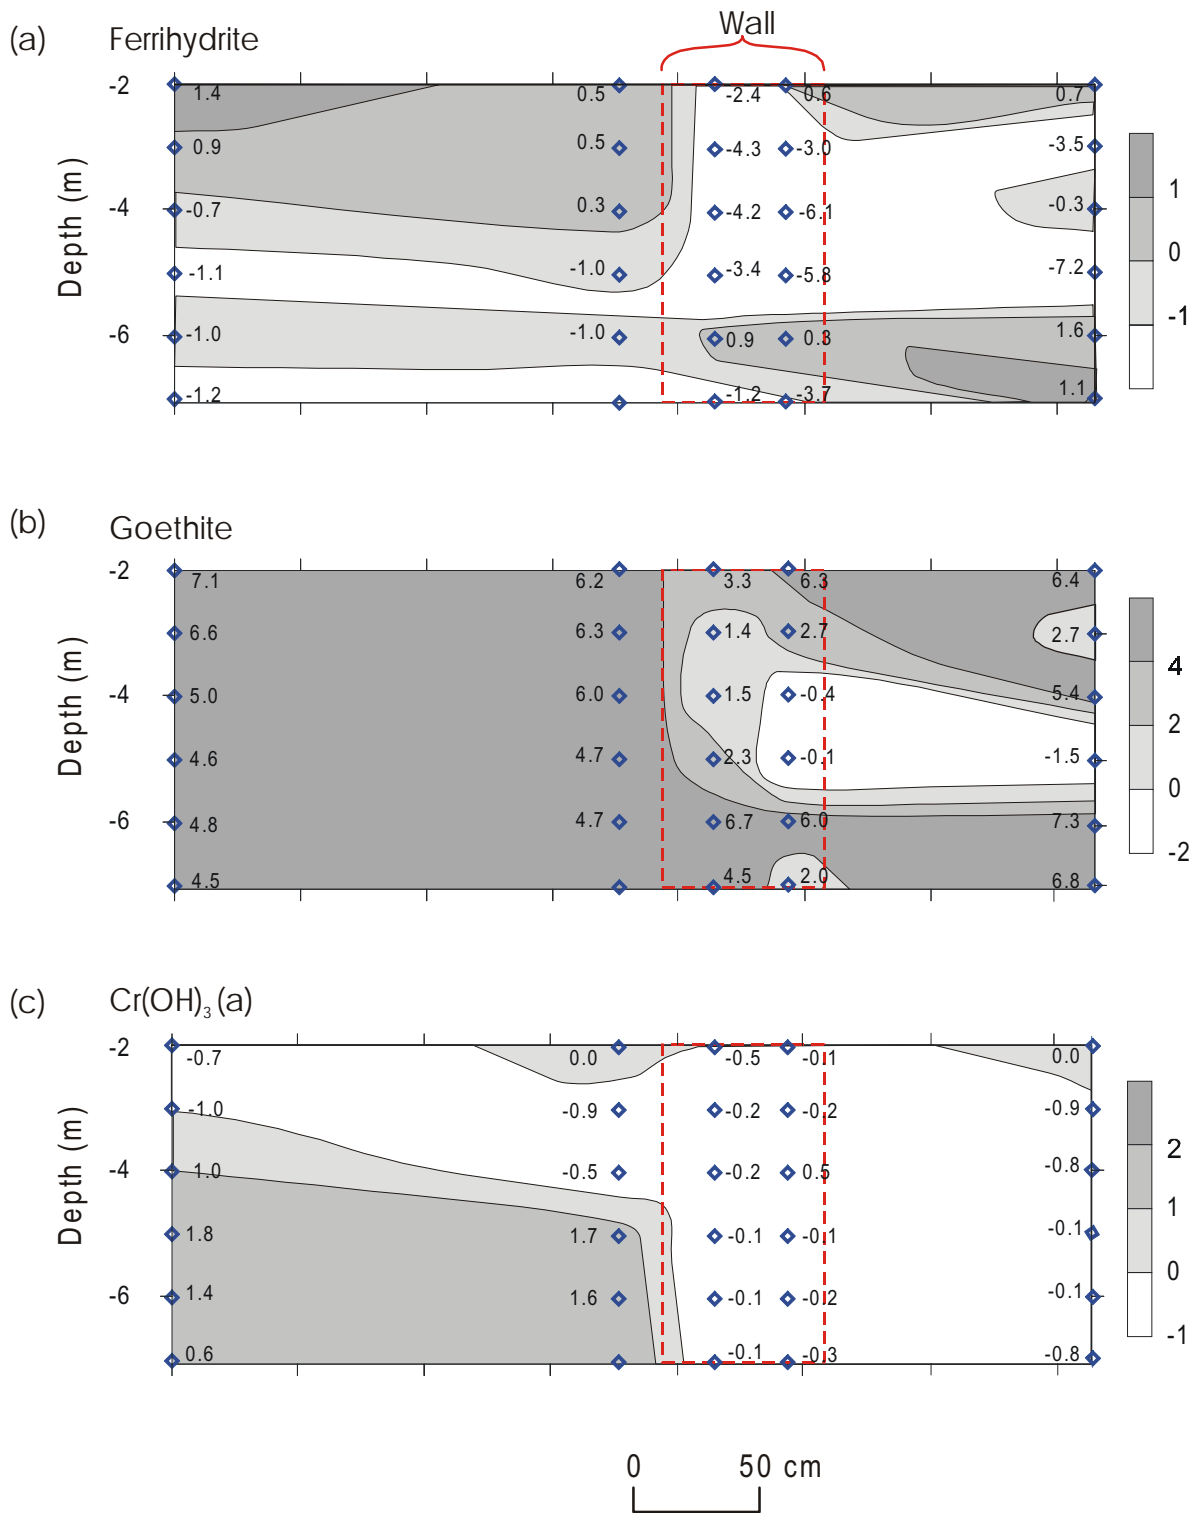 Wall
(a) Ferrihydrite
-2 1.4 0.5 -2.4 0.6 0.7
0.9 0.5 -4.3 -3.0 -3.5
1
-4 -0.7 0.3 -4.2 -6.1 -0.3
0
-1.1 -1.0 -3.4 -5.8 -7.2
-1
-6 -1.0 -1.0 0.9 0.3 1.6
-1.2 -1.2 -3.7 1.1
Depth (m)
(b) Goethite
-2 7.1 6.2 3.3 6.3 6.4
6.6 6.3 1.4 2.7 2.7
4
-4 5.0 6.0 1.5 -0.4 5.4
2
4.6 4.7 2.3 -0.1 -1.5
0
-6 4.8 4.7 6.7 6.0 7.3
-2
4.5 4.5 2.0 6.8
Depth (m)
(c) Cr(OH)₃ (a)
-2 -0.7 0.0 -0.5 -0.1 0.0
-1.0 -0.9 -0.2 -0.2 -0.9
2
-4 1.0 -0.5 -0.2 0.5 -0.8
1
1.8 1.7 -0.1 -0.1 -0.1
0
-6 1.4 1.6 -0.1 -0.2 -0.1
-1
0.6 -0.1 -0.3 -0.8
Depth (m)
0 50 cm